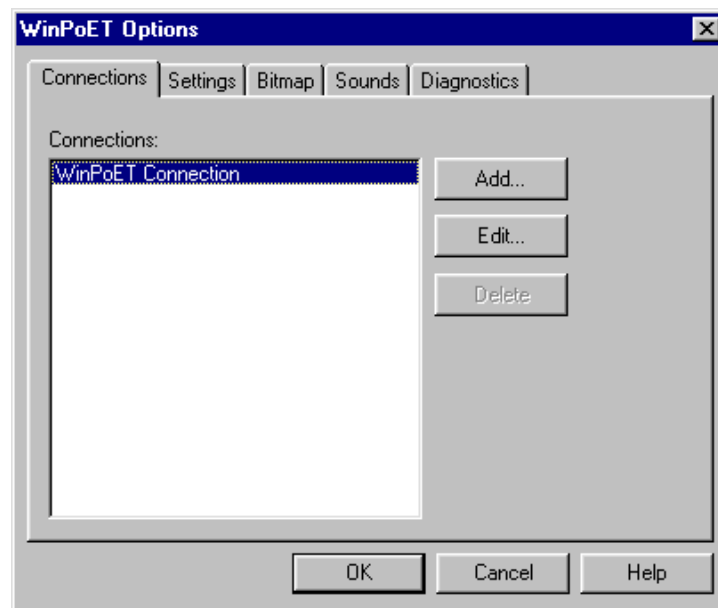 WinPoET Options
Connections Settings Bitmap Sounds Diagnostics
Connections:
WinPoET Connection
Add...
Edit...
Delete
OK Cancel Help